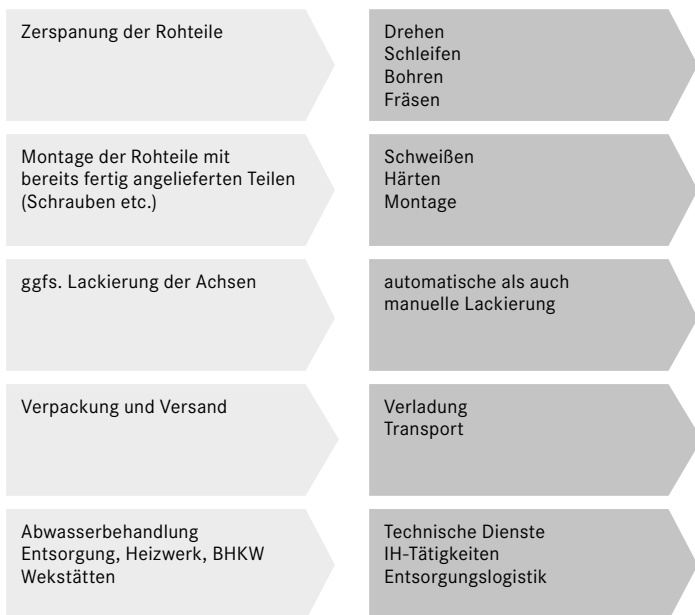 Zerspanung der Rohteile
Drehen
Schleifen
Bohren
Fräsen
Montage der Rohteile mit
bereits fertig angelieferten Teilen
(Schrauben etc.)
Schweißen
Härten
Montage
ggfs. Lackierung der Achsen
automatische als auch
manuelle Lackierung
Verpackung und Versand
Verladung
Transport
Abwasserbehandlung
Entsorgung, Heizwerk, BHKW
Wekstätten
Technische Dienste
IH-Tätigkeiten
Entsorgungslogistik